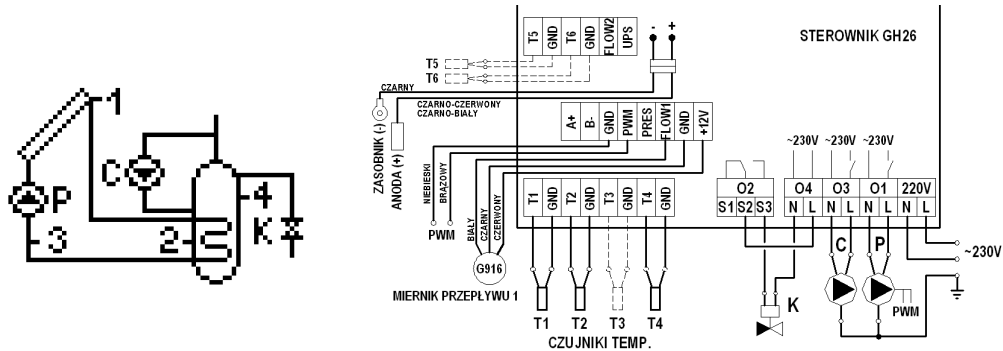 1
C
P
4
K
3
2
STEROWNIK GH26
T5
GND
T6
GND
FLOW2
UPS
-
+
T5
T6
CZARNY
CZARNO-CZERWONY
CZARNO-BIAŁY
ZASOBNIK (-)
ANODA (+)
A+
B-
GND
PWM
PRES
FLOW1
GND
+12V
NIEBIESKI
BRĄZOWY
PWM
BIAŁY
CZARNY
CZERWONY
G916
MIERNIK PRZEPŁYWU 1
T1
GND
T2
GND
T3
GND
T4
GND
T1
T2
T3
T4
CZUJNIKI TEMP.
~230V
~230V
~230V
O2
O4
O3
O1
220V
S1
S2
S3
N
L
N
L
N
L
N
L
C
P
K
PWM
~230V